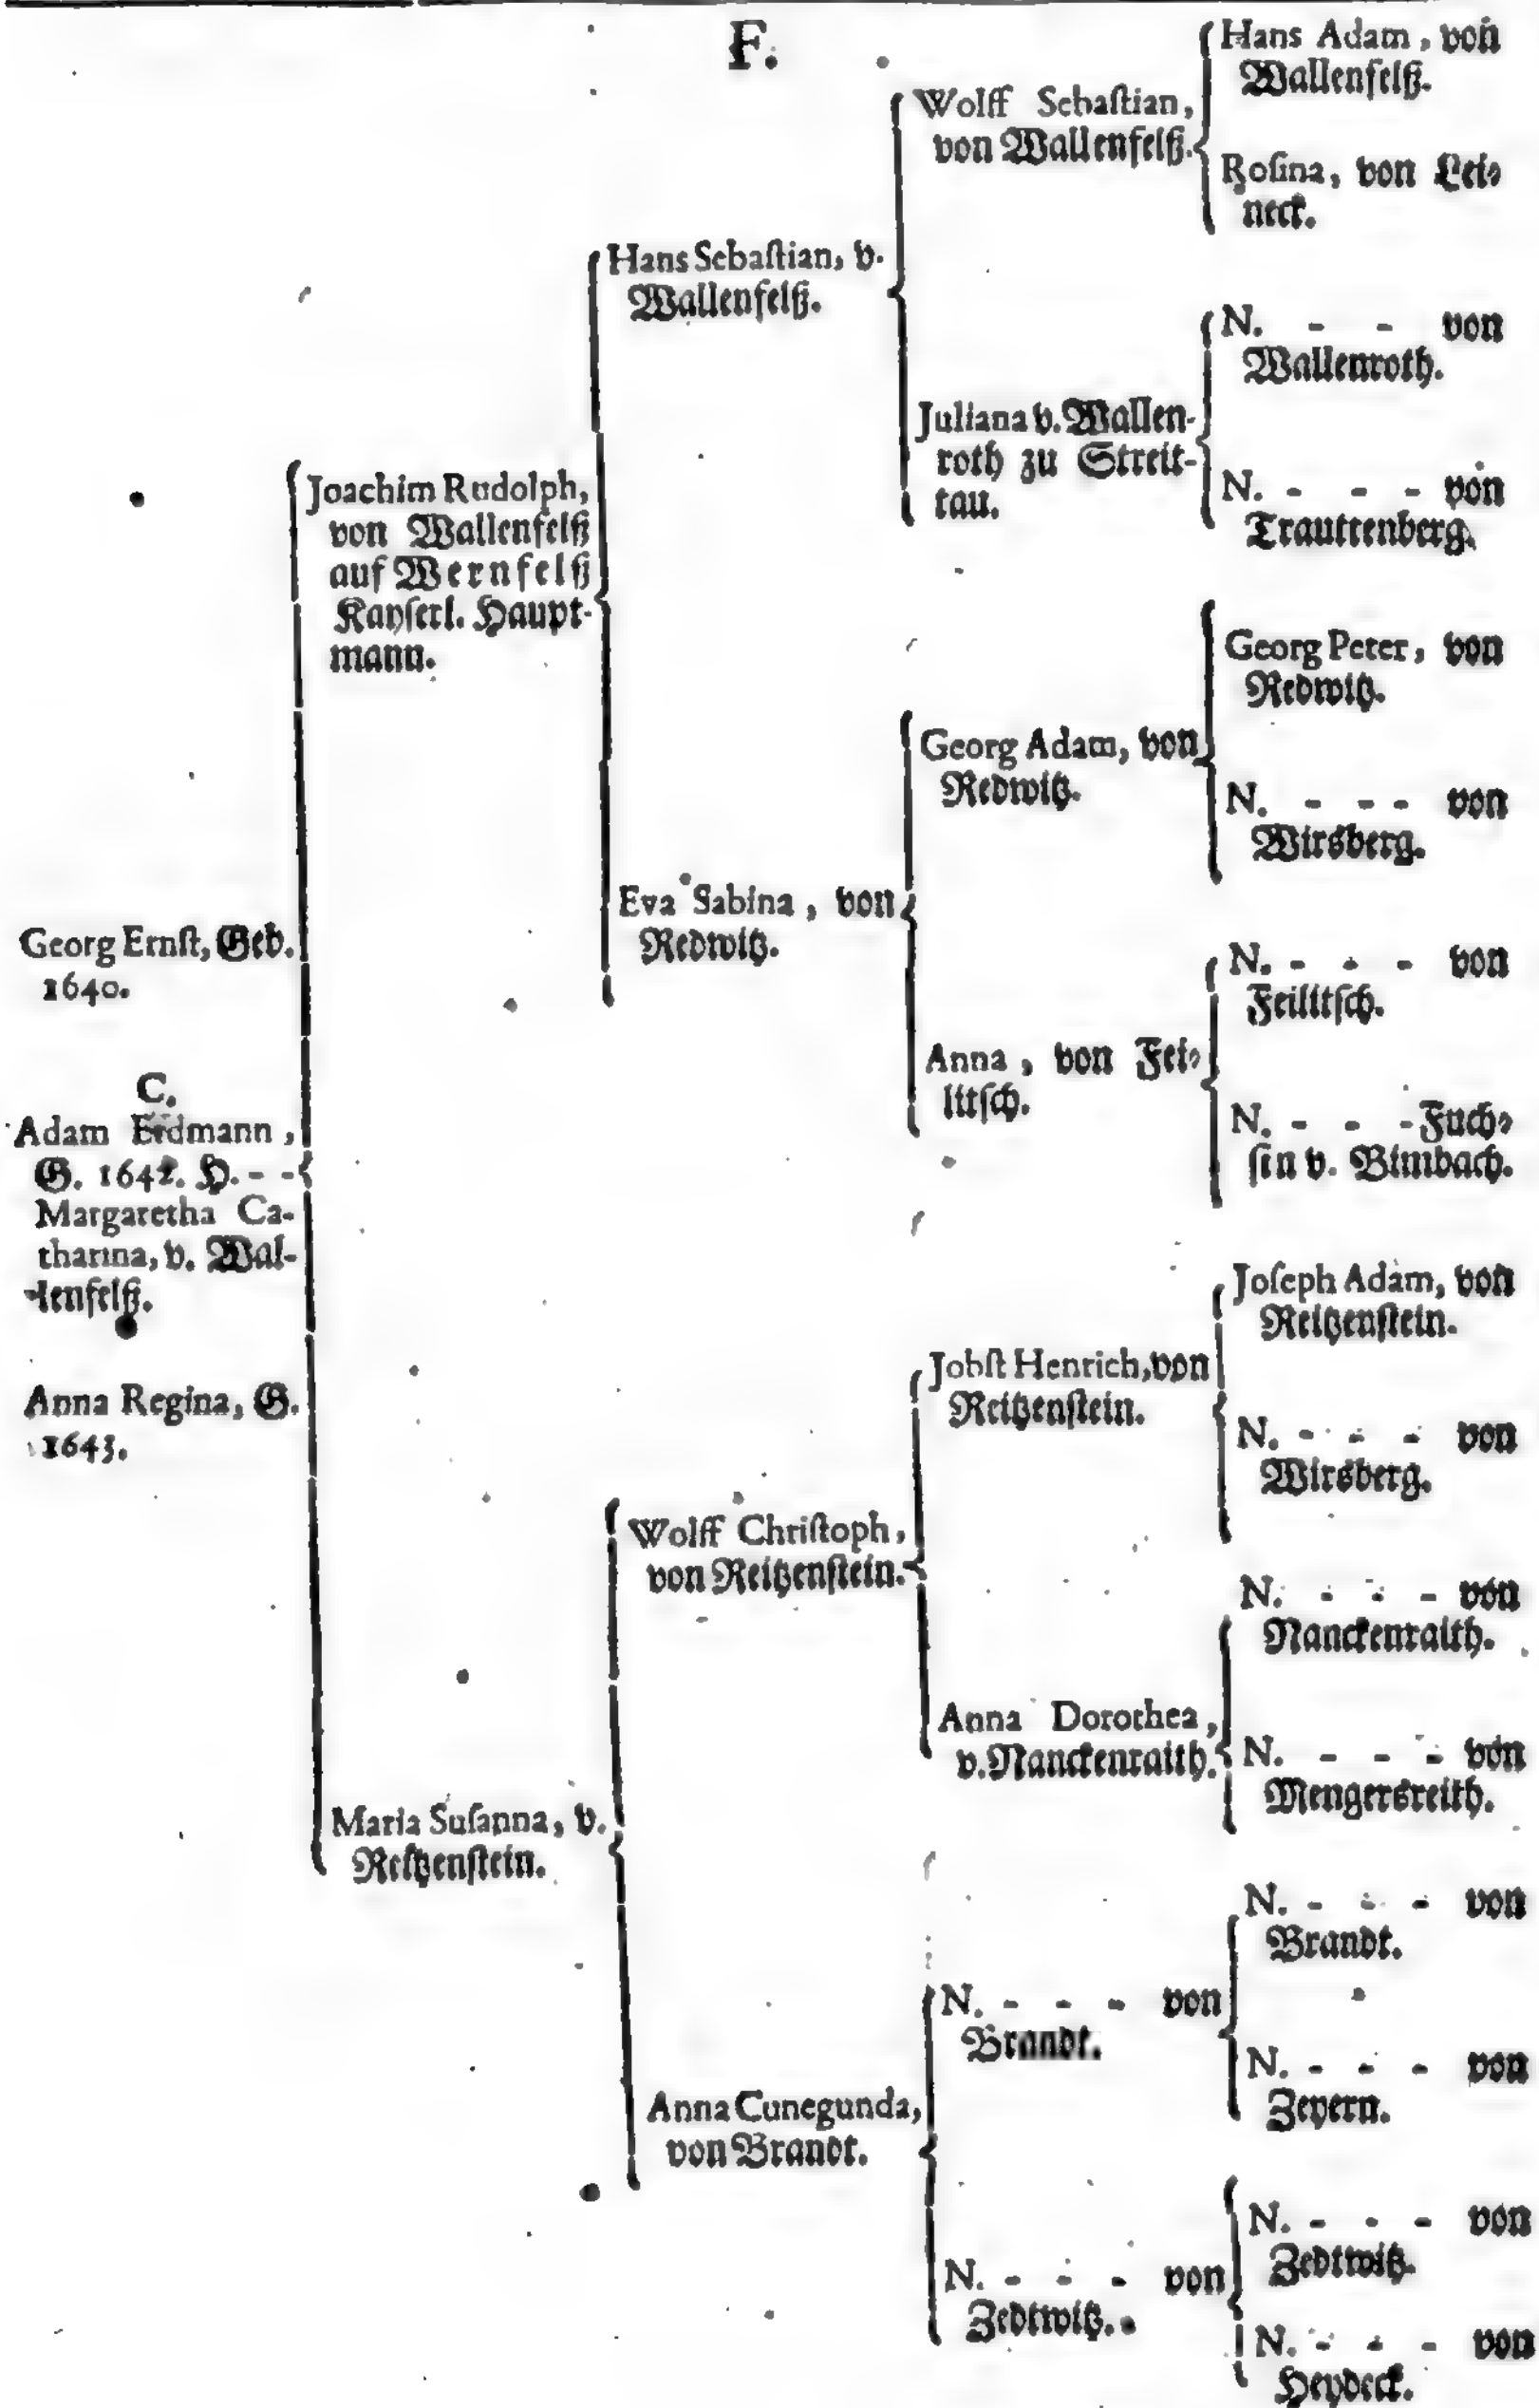 F.
Georg Ernſt, Geb.
1640.
C.
Adam Erdmann,
G. 1642. H. - -
Margaretha Ca-
tharina, v. Wal-
lenfelß.
Anna Regina, G.
1643.
Joachim Rudolph,
von Wallenfelß
auf Wernfelß
Kayſerl. Haupt-
mann.
Maria Suſanna, v.
Reitzenſtein.
Hans Sebaſtian, v.
Wallenfelß.
Eva Sabina, von
Redwitz.
Wolff Chriſtoph,
von Reitzenſtein.
Anna Cunegunda,
von Brandt.
Wolff Sebaſtian,
von Wallenfelß.
Juliana v. Wallen-
roth zu Streit-
tau.
Georg Adam, von
Redwitz.
Anna, von Fei-
litſch.
Jobſt Henrich, von
Reitzenſtein.
Anna Dorothea,
v. Nanckenraith.
N. - - - von
Brandt.
N. - - - von
Zedtwitz.
Hans Adam, von
Wallenfelß.
Roſina, von Lei-
neck.
N. - - von
Wallenroth.
N. - - - von
Trauttenberg.
Georg Peter, von
Redwitz.
N. - - - von
Wirsberg.
N. - - - von
Feilitſch.
N. - - - Fuch-
ſin v. Bimbach.
Joſeph Adam, von
Reitzenſtein.
N. - - - von
Wirsberg.
N. - - - von
Nanckenraith.
N. - - - von
Mengersreith.
N. - - - von
Brandt.
N. - - - von
Zeyern.
N. - - - von
Zedtwitz.
N. - - - von
Heydeck.